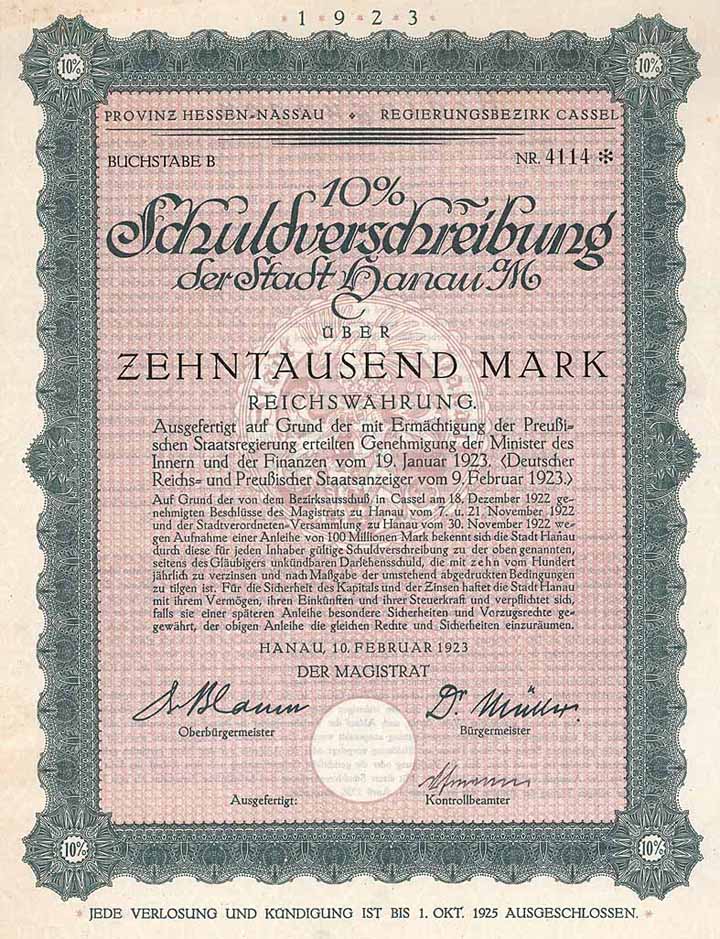 * 1 9 2 3 *
10% 10%
PROVINZ HESSEN-NASSAU ◆ REGIERUNGSBEZIRK CASSEL
BUCHSTABE B NR. 4114 ✻
10%
Schuldverschreibung
der Stadt Hanau a/M
ÜBER
ZEHNTAUSEND MARK
REICHSWÄHRUNG.
Ausgefertigt auf Grund der mit Ermächtigung der Preußi-
schen Staatsregierung erteilten Genehmigung der Minister des
Innern und der Finanzen vom 19. Januar 1923. (Deutscher
Reichs- und Preußischer Staatsanzeiger vom 9. Februar 1923.)
Auf Grund der von dem Bezirksausschuß in Cassel am 18. Dezember 1922 ge-
nehmigten Beschlüsse des Magistrats zu Hanau vom 7. u. 21. November 1922
und der Stadtverordneten-Versammlung zu Hanau vom 30. November 1922 we-
gen Aufnahme einer Anleihe von 100 Millionen Mark bekennt sich die Stadt Hanau
durch diese für jeden Inhaber gültige Schuldverschreibung zu der oben genannten,
seitens des Gläubigers unkündbaren Darlehensschuld, die mit zehn vom Hundert
jährlich zu verzinsen und nach Maßgabe der umstehend abgedruckten Bedingungen
zu tilgen ist. Für die Sicherheit des Kapitals und der Zinsen haftet die Stadt Hanau
mit ihrem Vermögen, ihren Einkünften und ihrer Steuerkraft und verpflichtet sich,
falls sie einer späteren Anleihe besondere Sicherheiten und Vorzugsrechte ge-
gewährt, der obigen Anleihe die gleichen Rechte und Sicherheiten einzuräumen.
HANAU, 10. FEBRUAR 1923
DER MAGISTRAT
Blaum Dr. Müller
Oberbürgermeister Bürgermeister
Ausgefertigt: Kontrollbeamter
10% 10%
* JEDE VERLOSUNG UND KÜNDIGUNG IST BIS 1. OKT. 1925 AUSGESCHLOSSEN. *